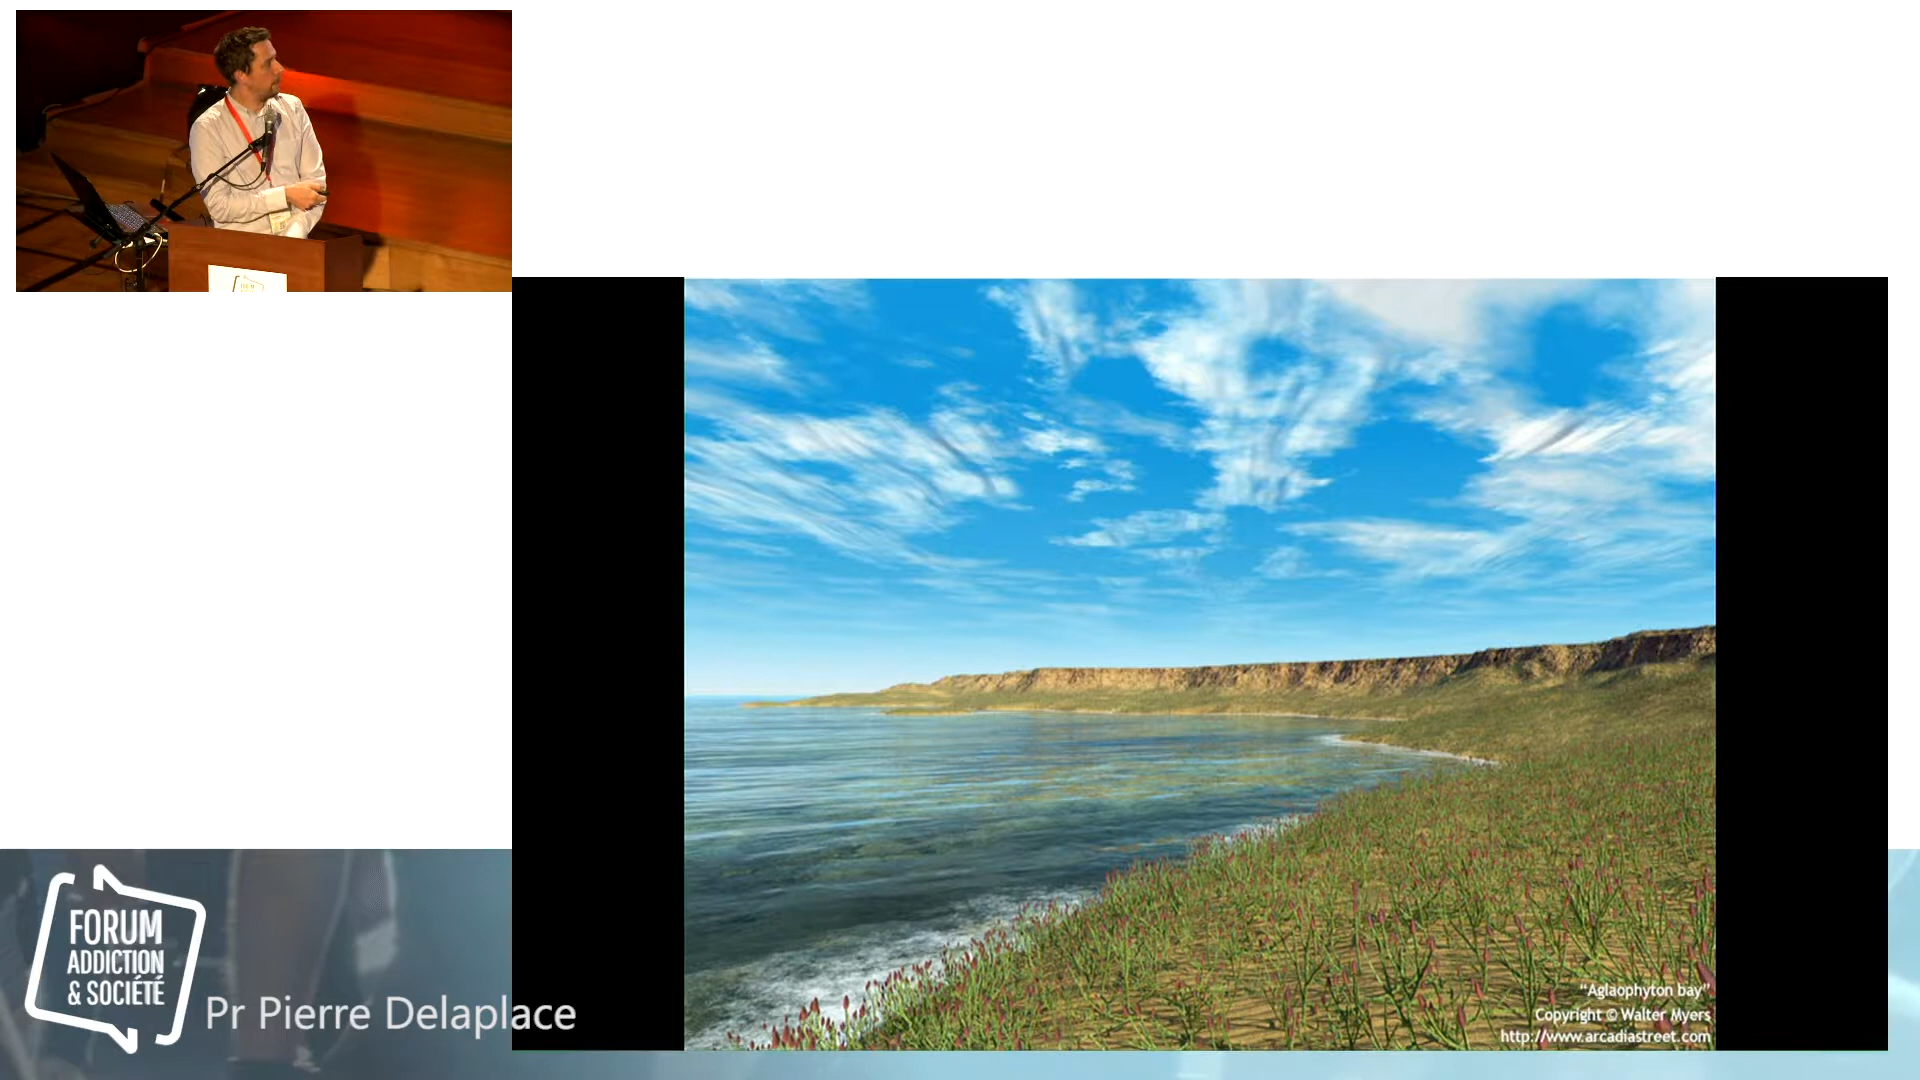 FORUM
ADDICTION
& SOCIÉTÉ
Pr Pierre Delaplace
“Aglaophyton bay”
Copyright © Walter Myers
http://www.arcadiastreet.com